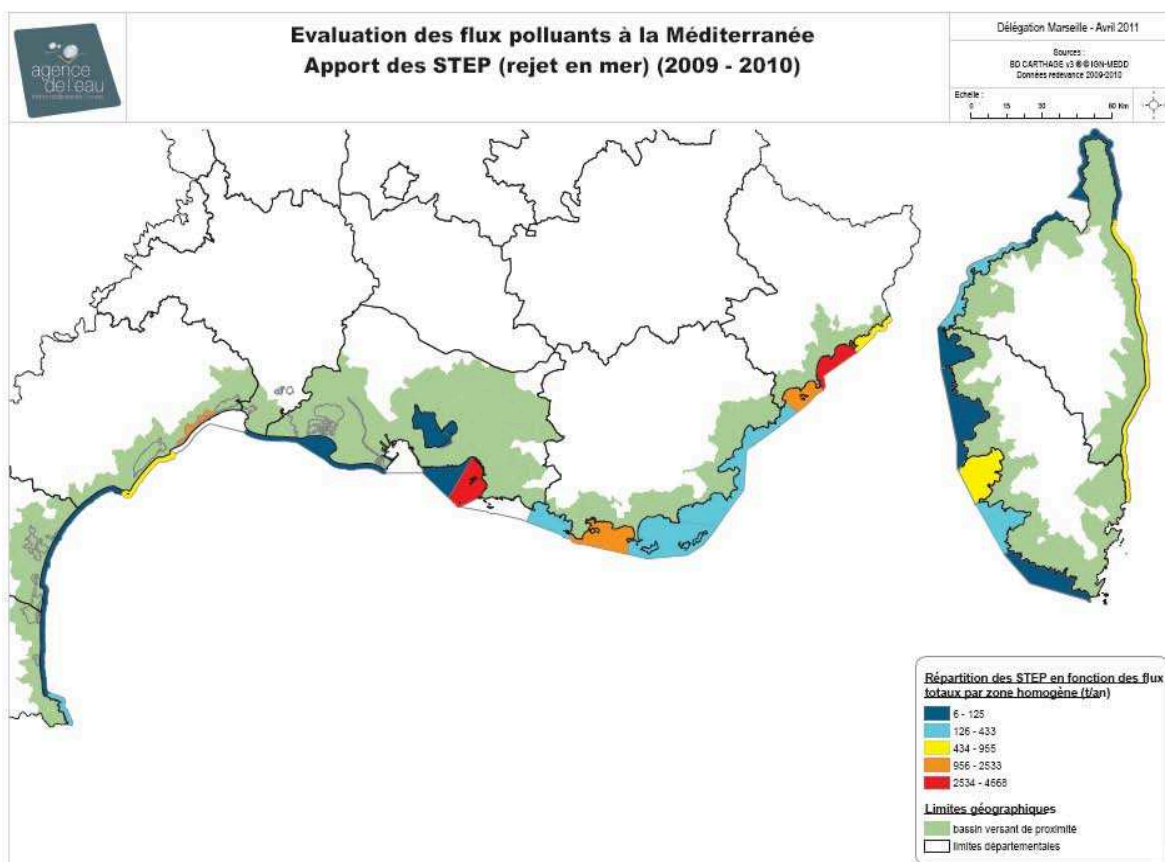 agence
de l'eau
Evaluation des flux polluants à la Méditerranée
Apport des STEP (rejet en mer) (2009 - 2010)
Délégation Marseille - Avril 2011
Sources :
BD CARTHAGE v3 ® © IGN-MEDD
Données redevance 2009-2010
Echelle :
0 15 30 60 Km
Répartition des STEP en fonction des flux
totaux par zone homogène (t/an)
6 - 125
126 - 433
434 - 955
956 - 2533
2534 - 4668
Limites géographiques
bassin versant de proximité
limites départementales